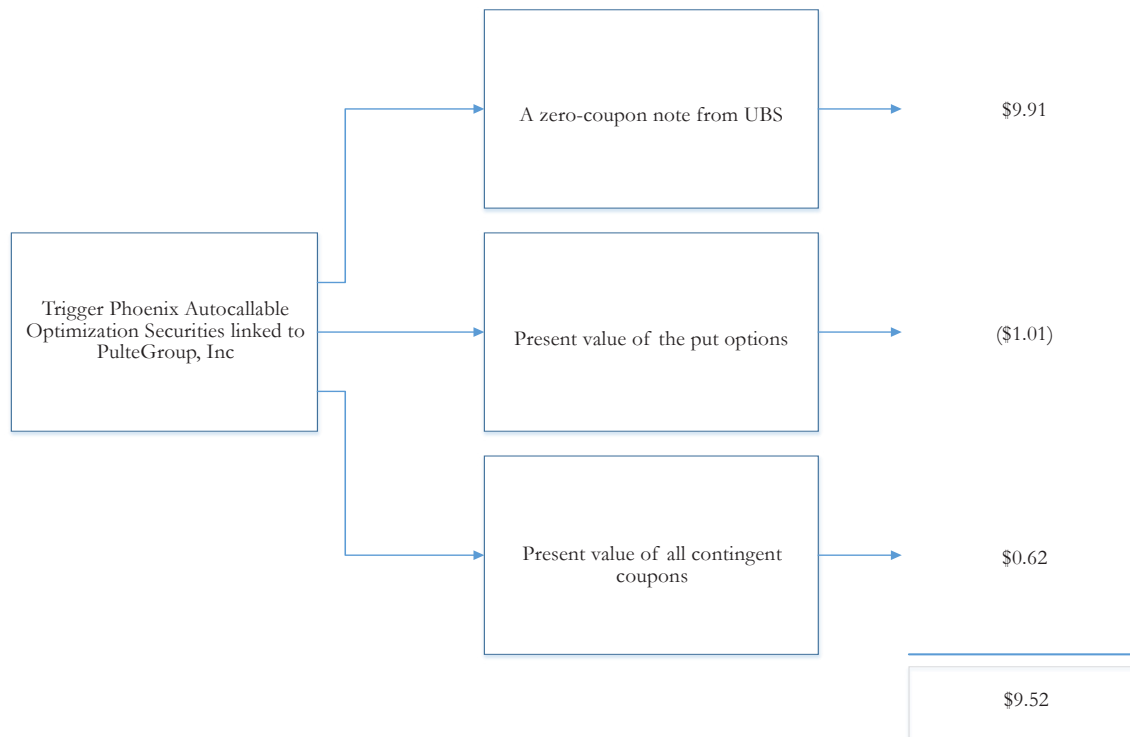 A zero-coupon note from UBS
$9.91
Trigger Phoenix Autocallable
Optimization Securities linked to
PulteGroup, Inc
Present value of the put options
($1.01)
Present value of all contingent
coupons
$0.62
$9.52